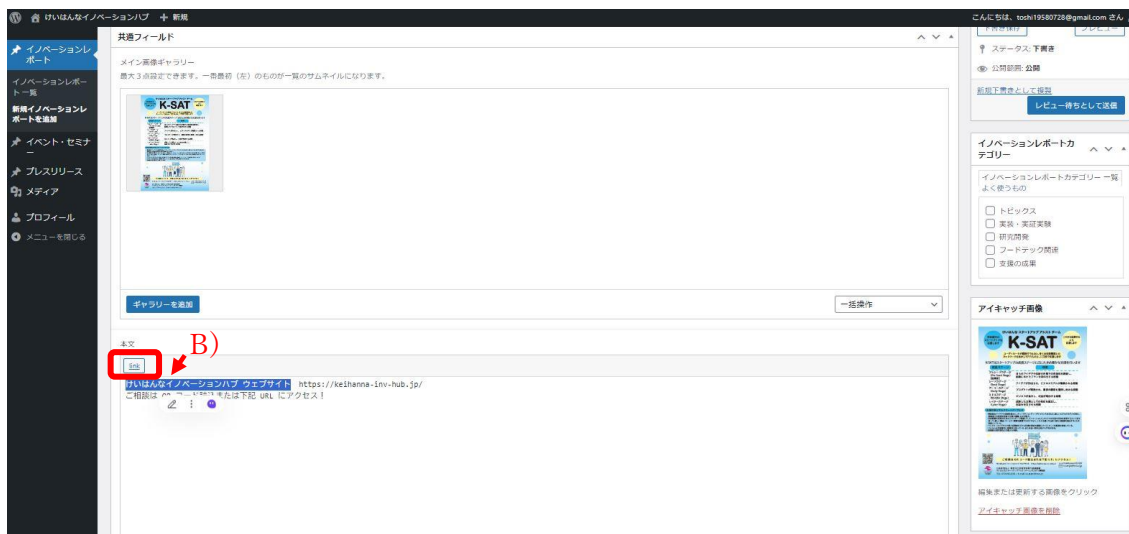 けいはんなイノベーションハブ
新規
こんにちは、toshi19580728@gmail.com さん
イノベーションレポート
イノベーションレポート一覧
新規イノベーションレポートを追加
イベント・セミナー
プレスリリース
メディア
プロフィール
メニューを閉じる
共通フィールド
メイン画像ギャラリー
最大3点設定できます。一番最初（左）のものが一覧のサムネイルになります。
K-SAT
ギャラリーを追加
一括操作
本文
B)
link
けいはんなイノベーションハブ ウェブサイト https://keihanna-inv-hub.jp/
ご相談は
または下記 URL にアクセス！
下書き保存
プレビュー
ステータス: 下書き
公開範囲: 公開
新規下書きとして複製
レビュー待ちとして送信
イノベーションレポートカテゴリー
イノベーションレポートカテゴリー 一覧
よく使うもの
トピックス
実装・実証実験
研究開発
フードテック関連
支援の成果
アイキャッチ画像
K-SAT
編集または更新する画像をクリック
アイキャッチ画像を削除